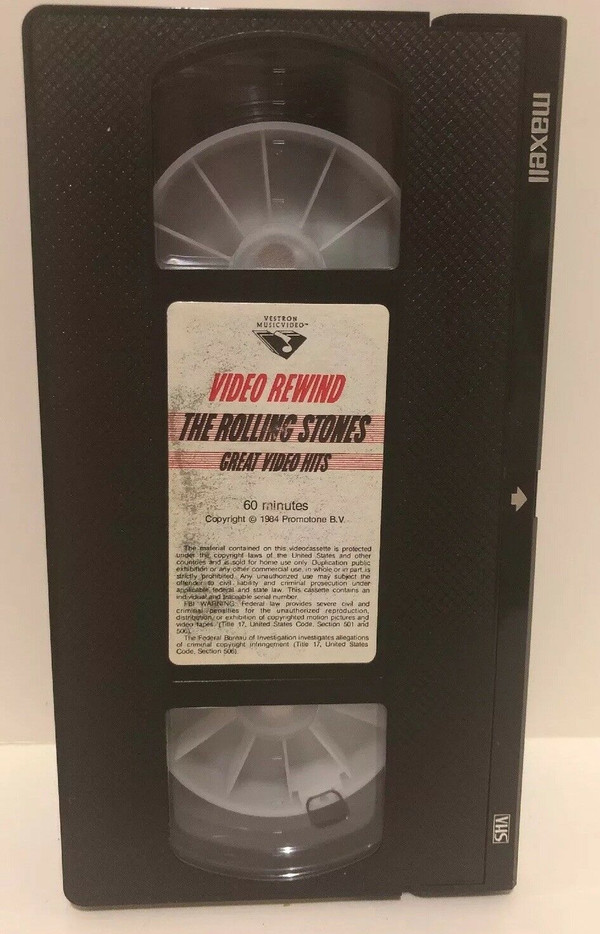 maxell
VESTRON
MUSICVIDEO™
VIDEO REWIND
THE ROLLING STONES
GREAT VIDEO HITS
60 minutes
Copyright © 1984 Promotone B.V.
The material contained on this videocassette is protected
under the copyright laws of the United States and other
countries and is sold for home use only. Duplication public
exhibition or any other commercial use, in whole or in part, is
strictly prohibited. Any unauthorized use may subject the
offender to civil liability and criminal prosecution under
applicable federal and state law. This cassette contains an
individual and traceable serial number.
FBI WARNING: Federal law provides severe civil and
criminal penalties for the unauthorized reproduction,
distribution, or exhibition of copyrighted motion pictures and
video tapes. (Title 17, United States Code, Section 501 and
506).
The Federal Bureau of Investigation investigates allegations
of criminal copyright infringement (Title 17, United States
Code, Section 506).
VHS